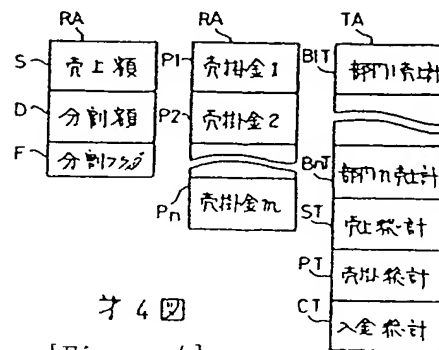 RA
S 売上額
D 分割額
F 分割フラグ
RA
P1 売掛金1
P2 売掛金2
Pn 売掛金m
TA
B1T 部門1売上計
BnT 部門n売上計
ST 売上総計
PT 売掛総計
CT 入金総計
才4図